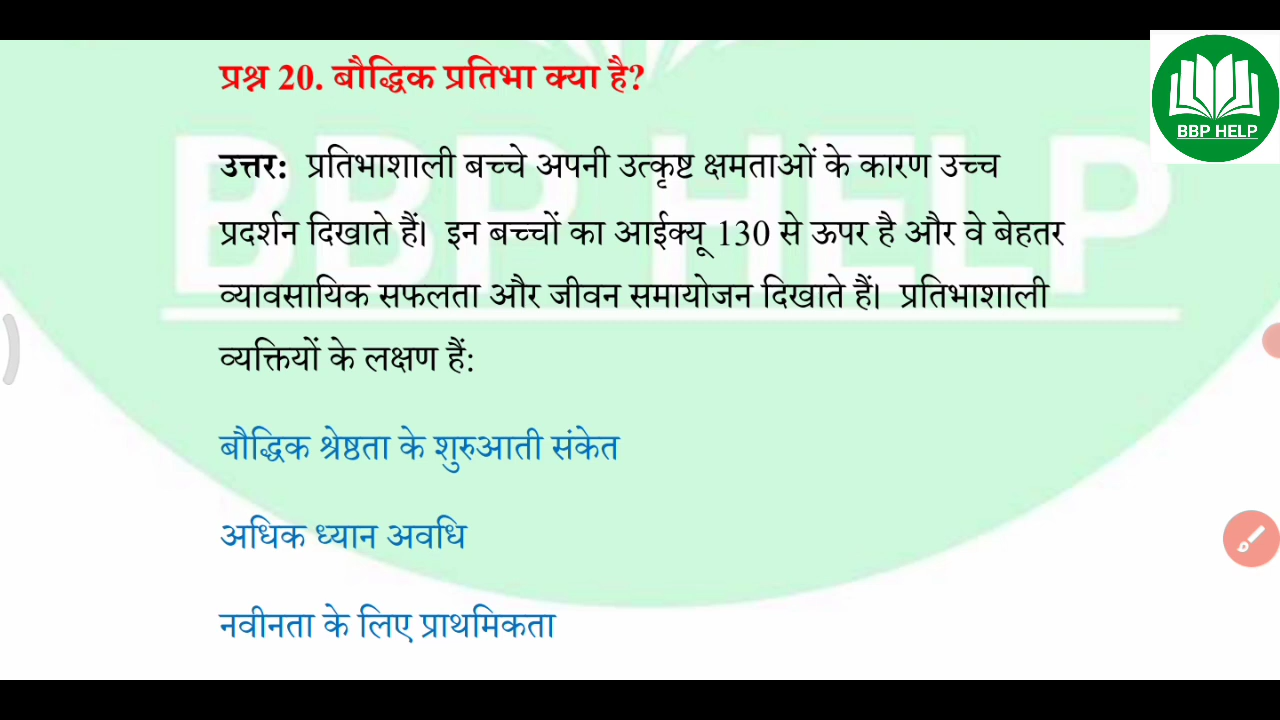 प्रश्न 20. बौद्धिक प्रतिभा क्या है?
BBP HELP
उत्तर: प्रतिभाशाली बच्चे अपनी उत्कृष्ट क्षमताओं के कारण उच्च
प्रदर्शन दिखाते हैं। इन बच्चों का आईक्यू 130 से ऊपर है और वे बेहतर
व्यावसायिक सफलता और जीवन समायोजन दिखाते हैं। प्रतिभाशाली
व्यक्तियों के लक्षण हैं:
बौद्धिक श्रेष्ठता के शुरुआती संकेत
अधिक ध्यान अवधि
नवीनता के लिए प्राथमिकता
BBP HELP